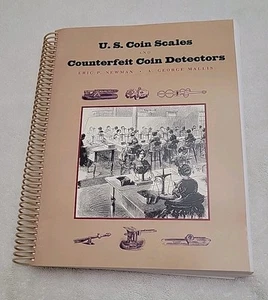 U. S. Coin Scales
AND
Counterfeit Coin Detectors
ERIC P. NEWMAN • A. GEORGE MALLIS